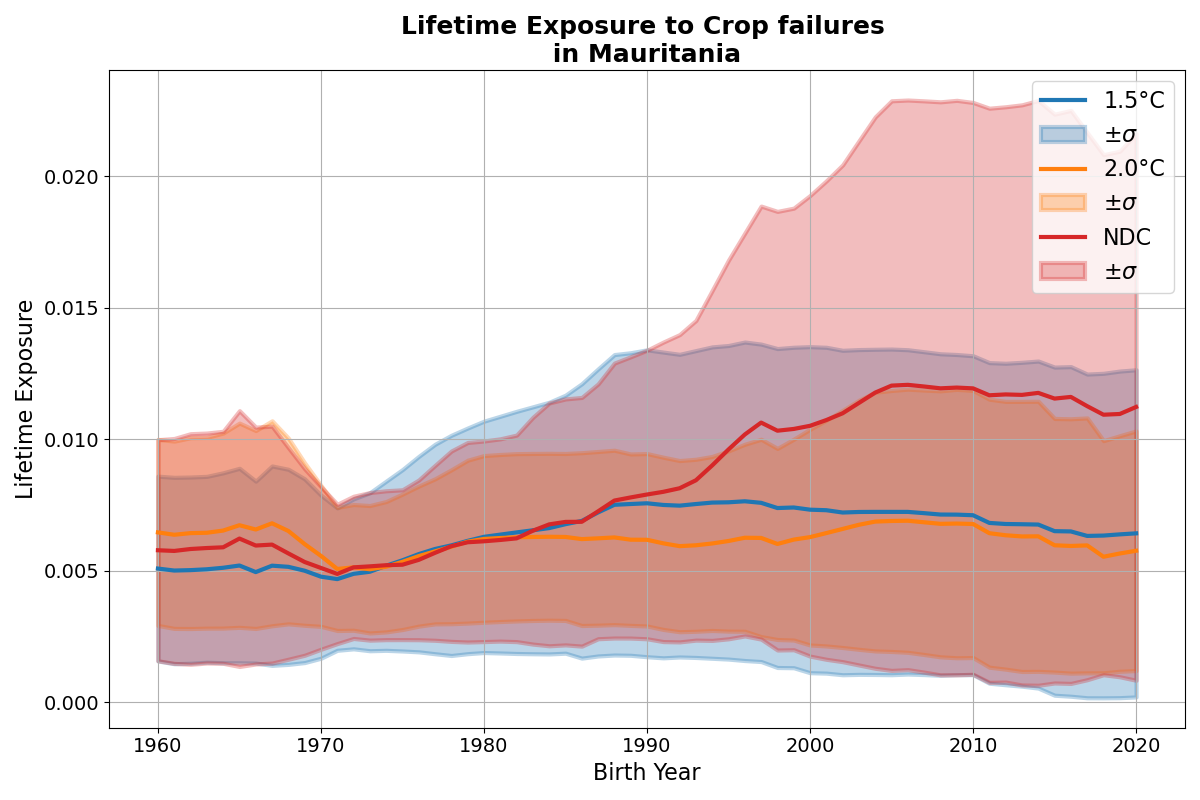 Lifetime Exposure to Crop failures
in Mauritania
1.5°C
±σ
2.0°C
±σ
NDC
±σ
Lifetime Exposure
0.020
0.015
0.010
0.005
0.000
1960
1970
1980
1990
2000
2010
2020
Birth Year